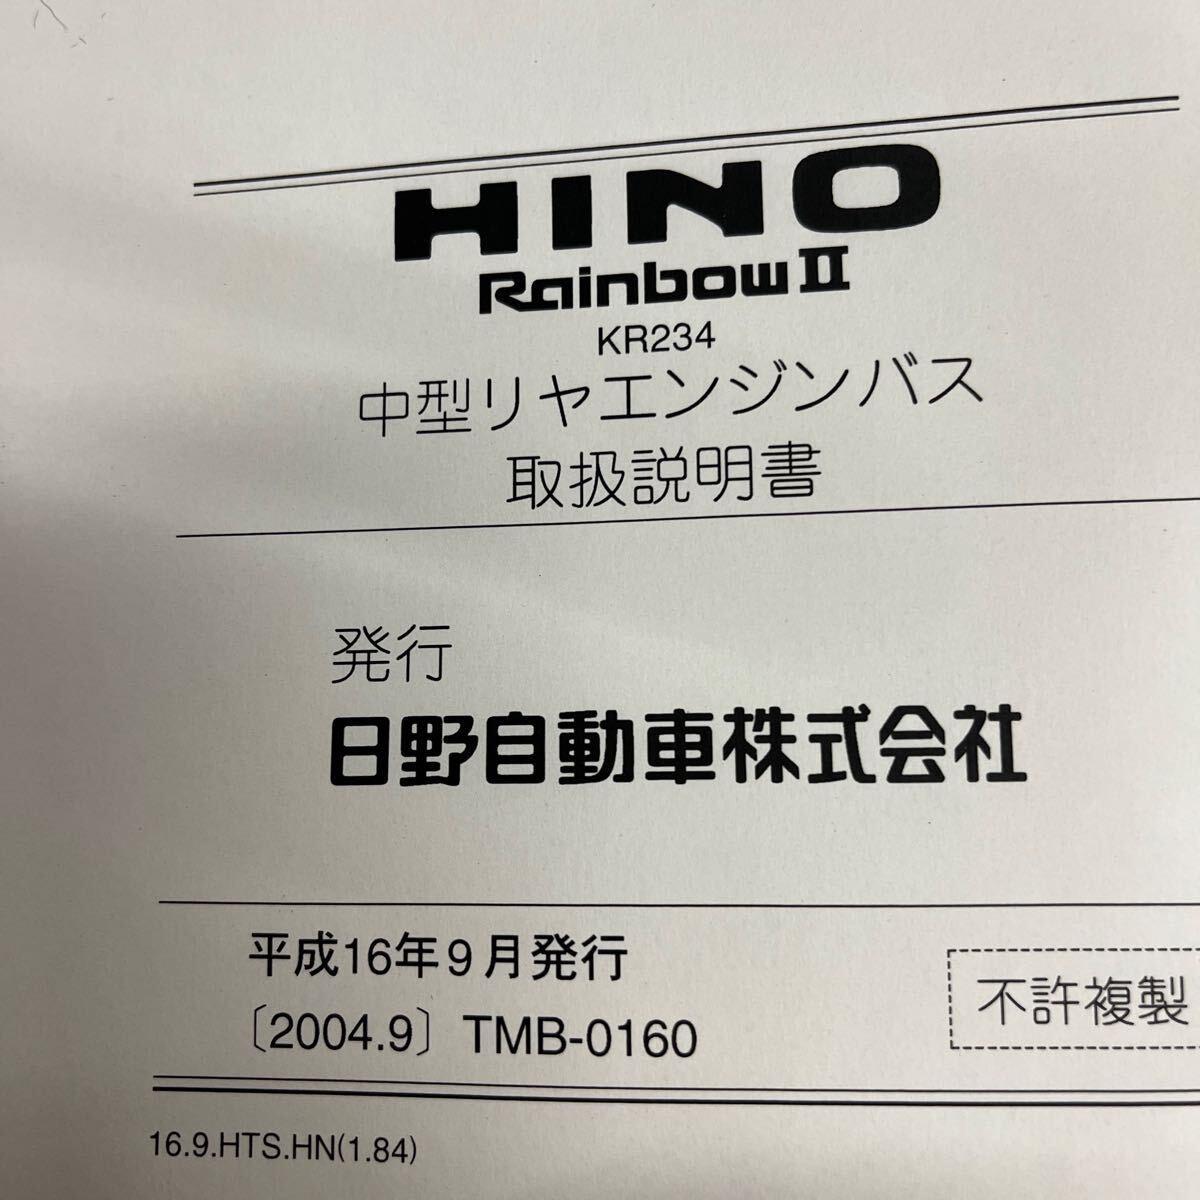 HINO
Rainbow II
KR234
中型リヤエンジンバス
取扱説明書
発行
日野自動車株式会社
平成16年9月発行
〔2004.9〕 TMB-0160
不許複製
16.9.HTS.HN(1.84)